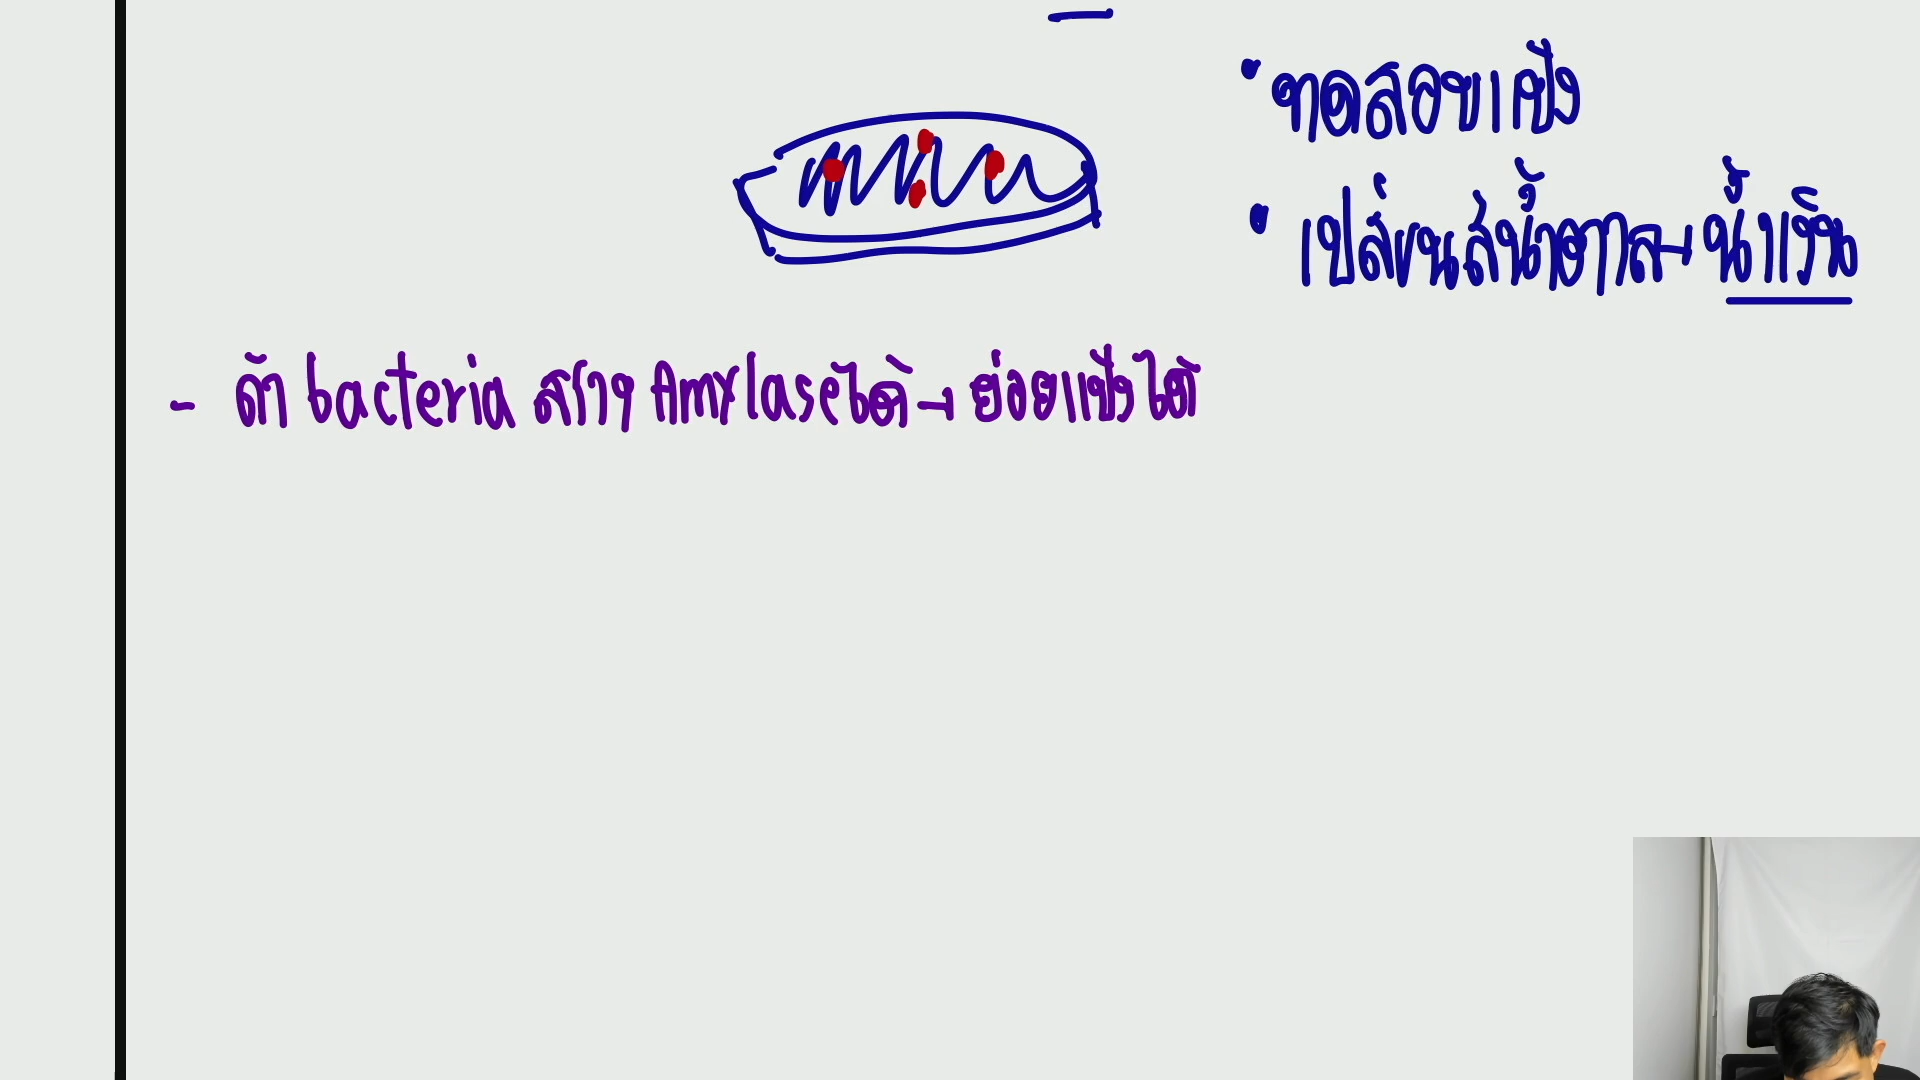 • ทดสอบแป้ง
• เปลี่ยนสีน้ำตาล → น้ำเงิน
- ถ้า bacteria สร้าง Amylase ได้ → ย่อยแป้งได้